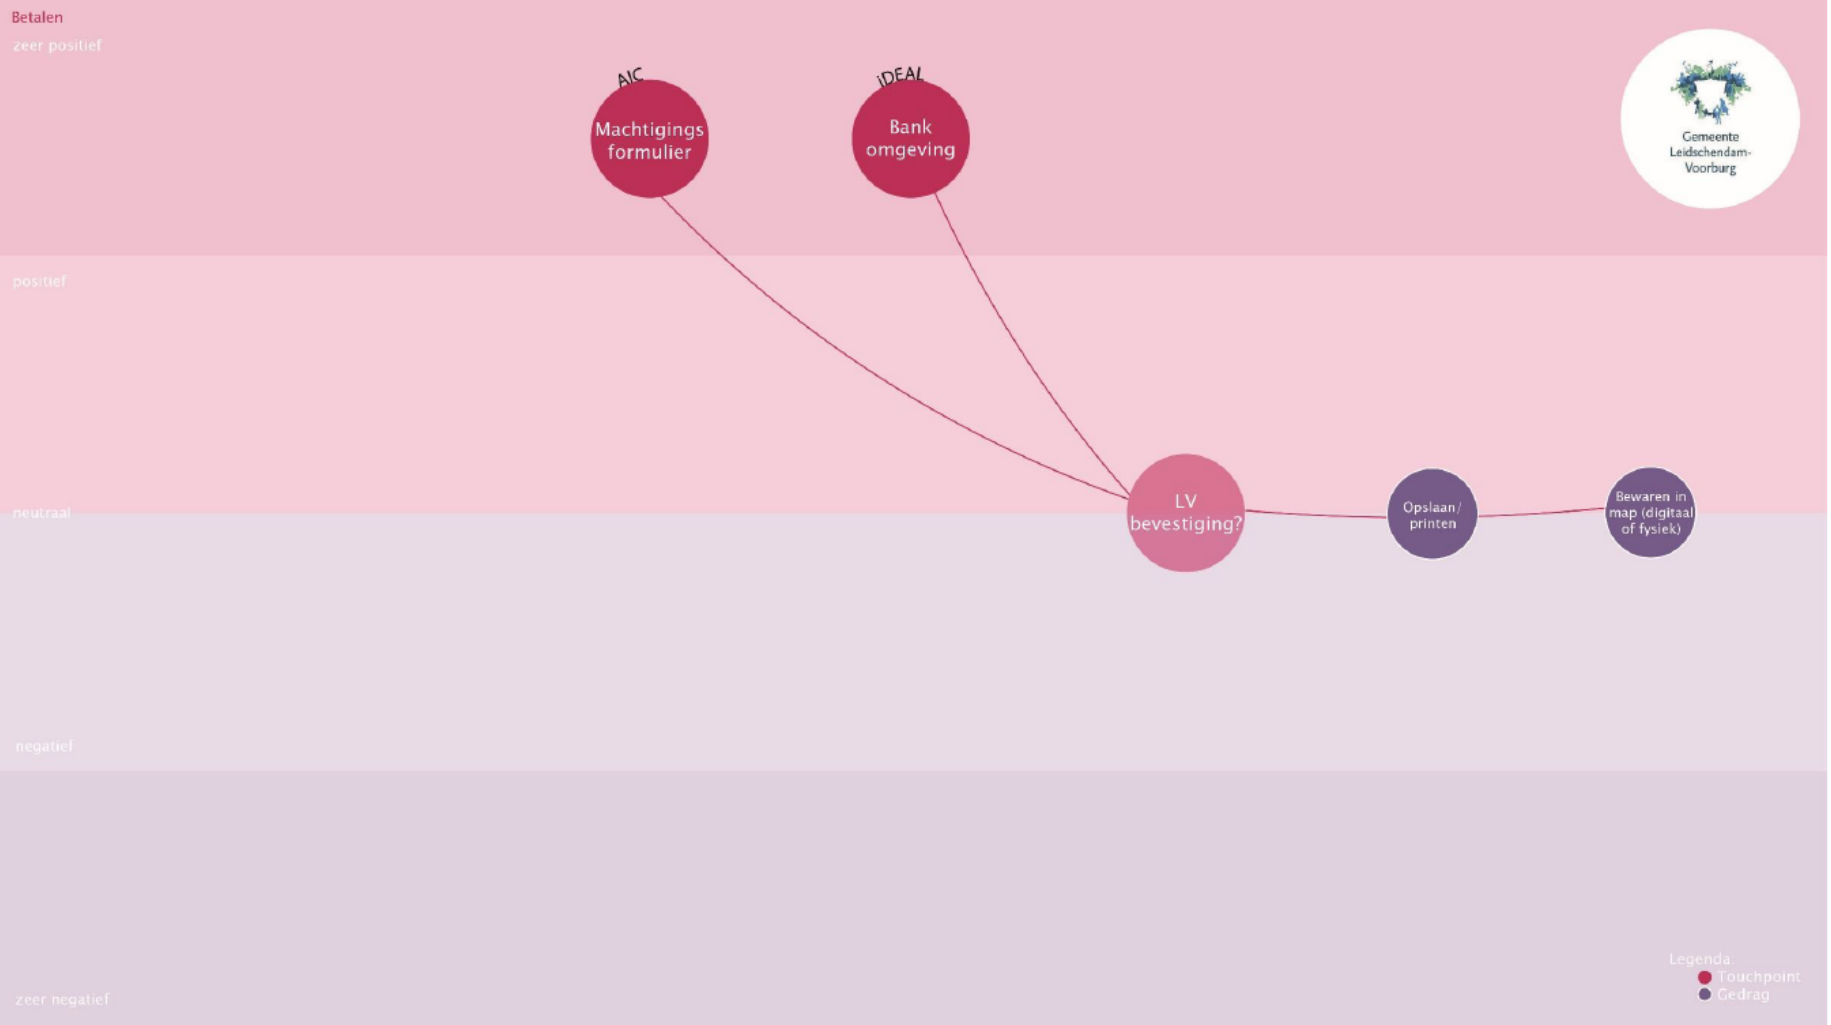 Betalen
zeer positief
AIC
Machtigings
formulier
iDEAL
Bank
omgeving
Gemeente
Leidschendam-
Voorburg
positief
neutraal
LV
bevestiging?
Opslaan/
printen
Bewaren in
map (digitaal
of fysiek)
negatief
zeer negatief
Legenda:
Touchpoint
Gedrag